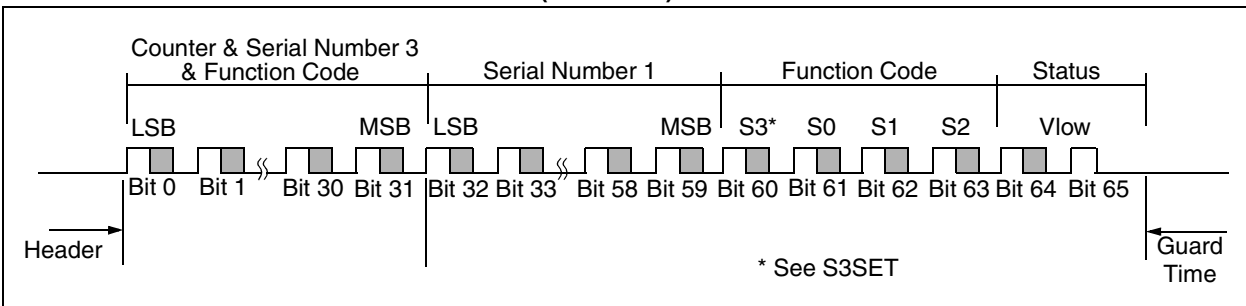 Counter & Serial Number 3
& Function Code
Serial Number 1
Function Code
Status
LSB
MSB
LSB
MSB
S3*
S0
S1
S2
Vlow
Bit 0
Bit 1
Bit 30
Bit 31
Bit 32
Bit 33
Bit 58
Bit 59
Bit 60
Bit 61
Bit 62
Bit 63
Bit 64
Bit 65
Header
* See S3SET
Guard
Time